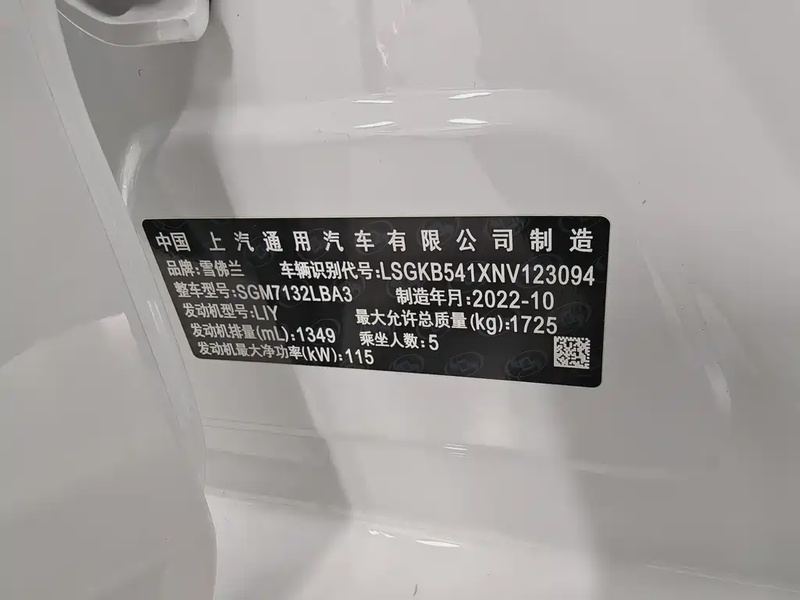 中国 上汽通用汽车有限公司制造
品牌:雪佛兰 车辆识别代号:LSGKB541XNV123094
整车型号:SGM7132LBA3 制造年月:2022-10
发动机型号:LIY 最大允许总质量(kg):1725
发动机排量(mL):1349 乘坐人数:5
发动机最大净功率(kW):115